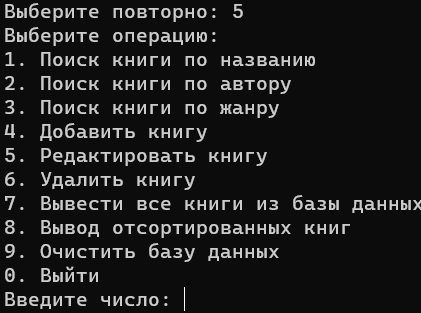 Выберите повторно: 5
Выберите операцию:
1. Поиск книги по названию
2. Поиск книги по автору
3. Поиск книги по жанру
4. Добавить книгу
5. Редактировать книгу
6. Удалить книгу
7. Вывести все книги из базы данных
8. Вывод отсортированных книг
9. Очистить базу данных
0. Выйти
Введите число: